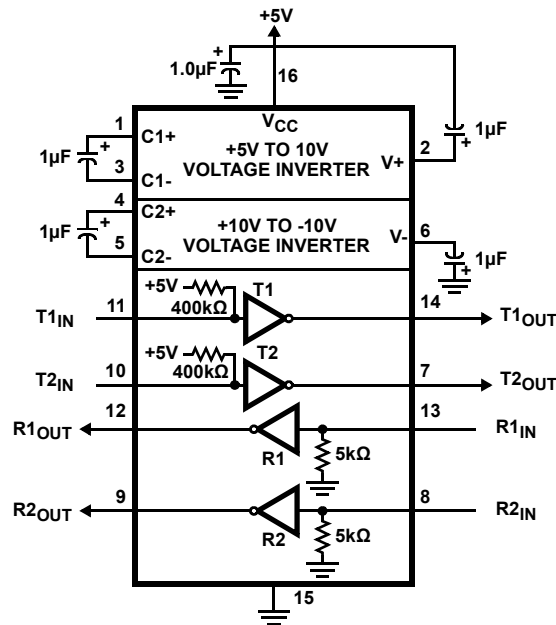 +5V
1.0µF
+
16
VCC
1
C1+
+
1µF
3
C1-
+5V TO 10V
VOLTAGE INVERTER
V+
2
1µF
+
4
C2+
+
1µF
5
C2-
+10V TO -10V
VOLTAGE INVERTER
V-
6
1µF
+
T1IN
11
+5V
400kΩ
T1
14
T1OUT
T2IN
10
+5V
400kΩ
T2
7
T2OUT
R1OUT
12
R1
5kΩ
13
R1IN
R2OUT
9
R2
5kΩ
8
R2IN
15